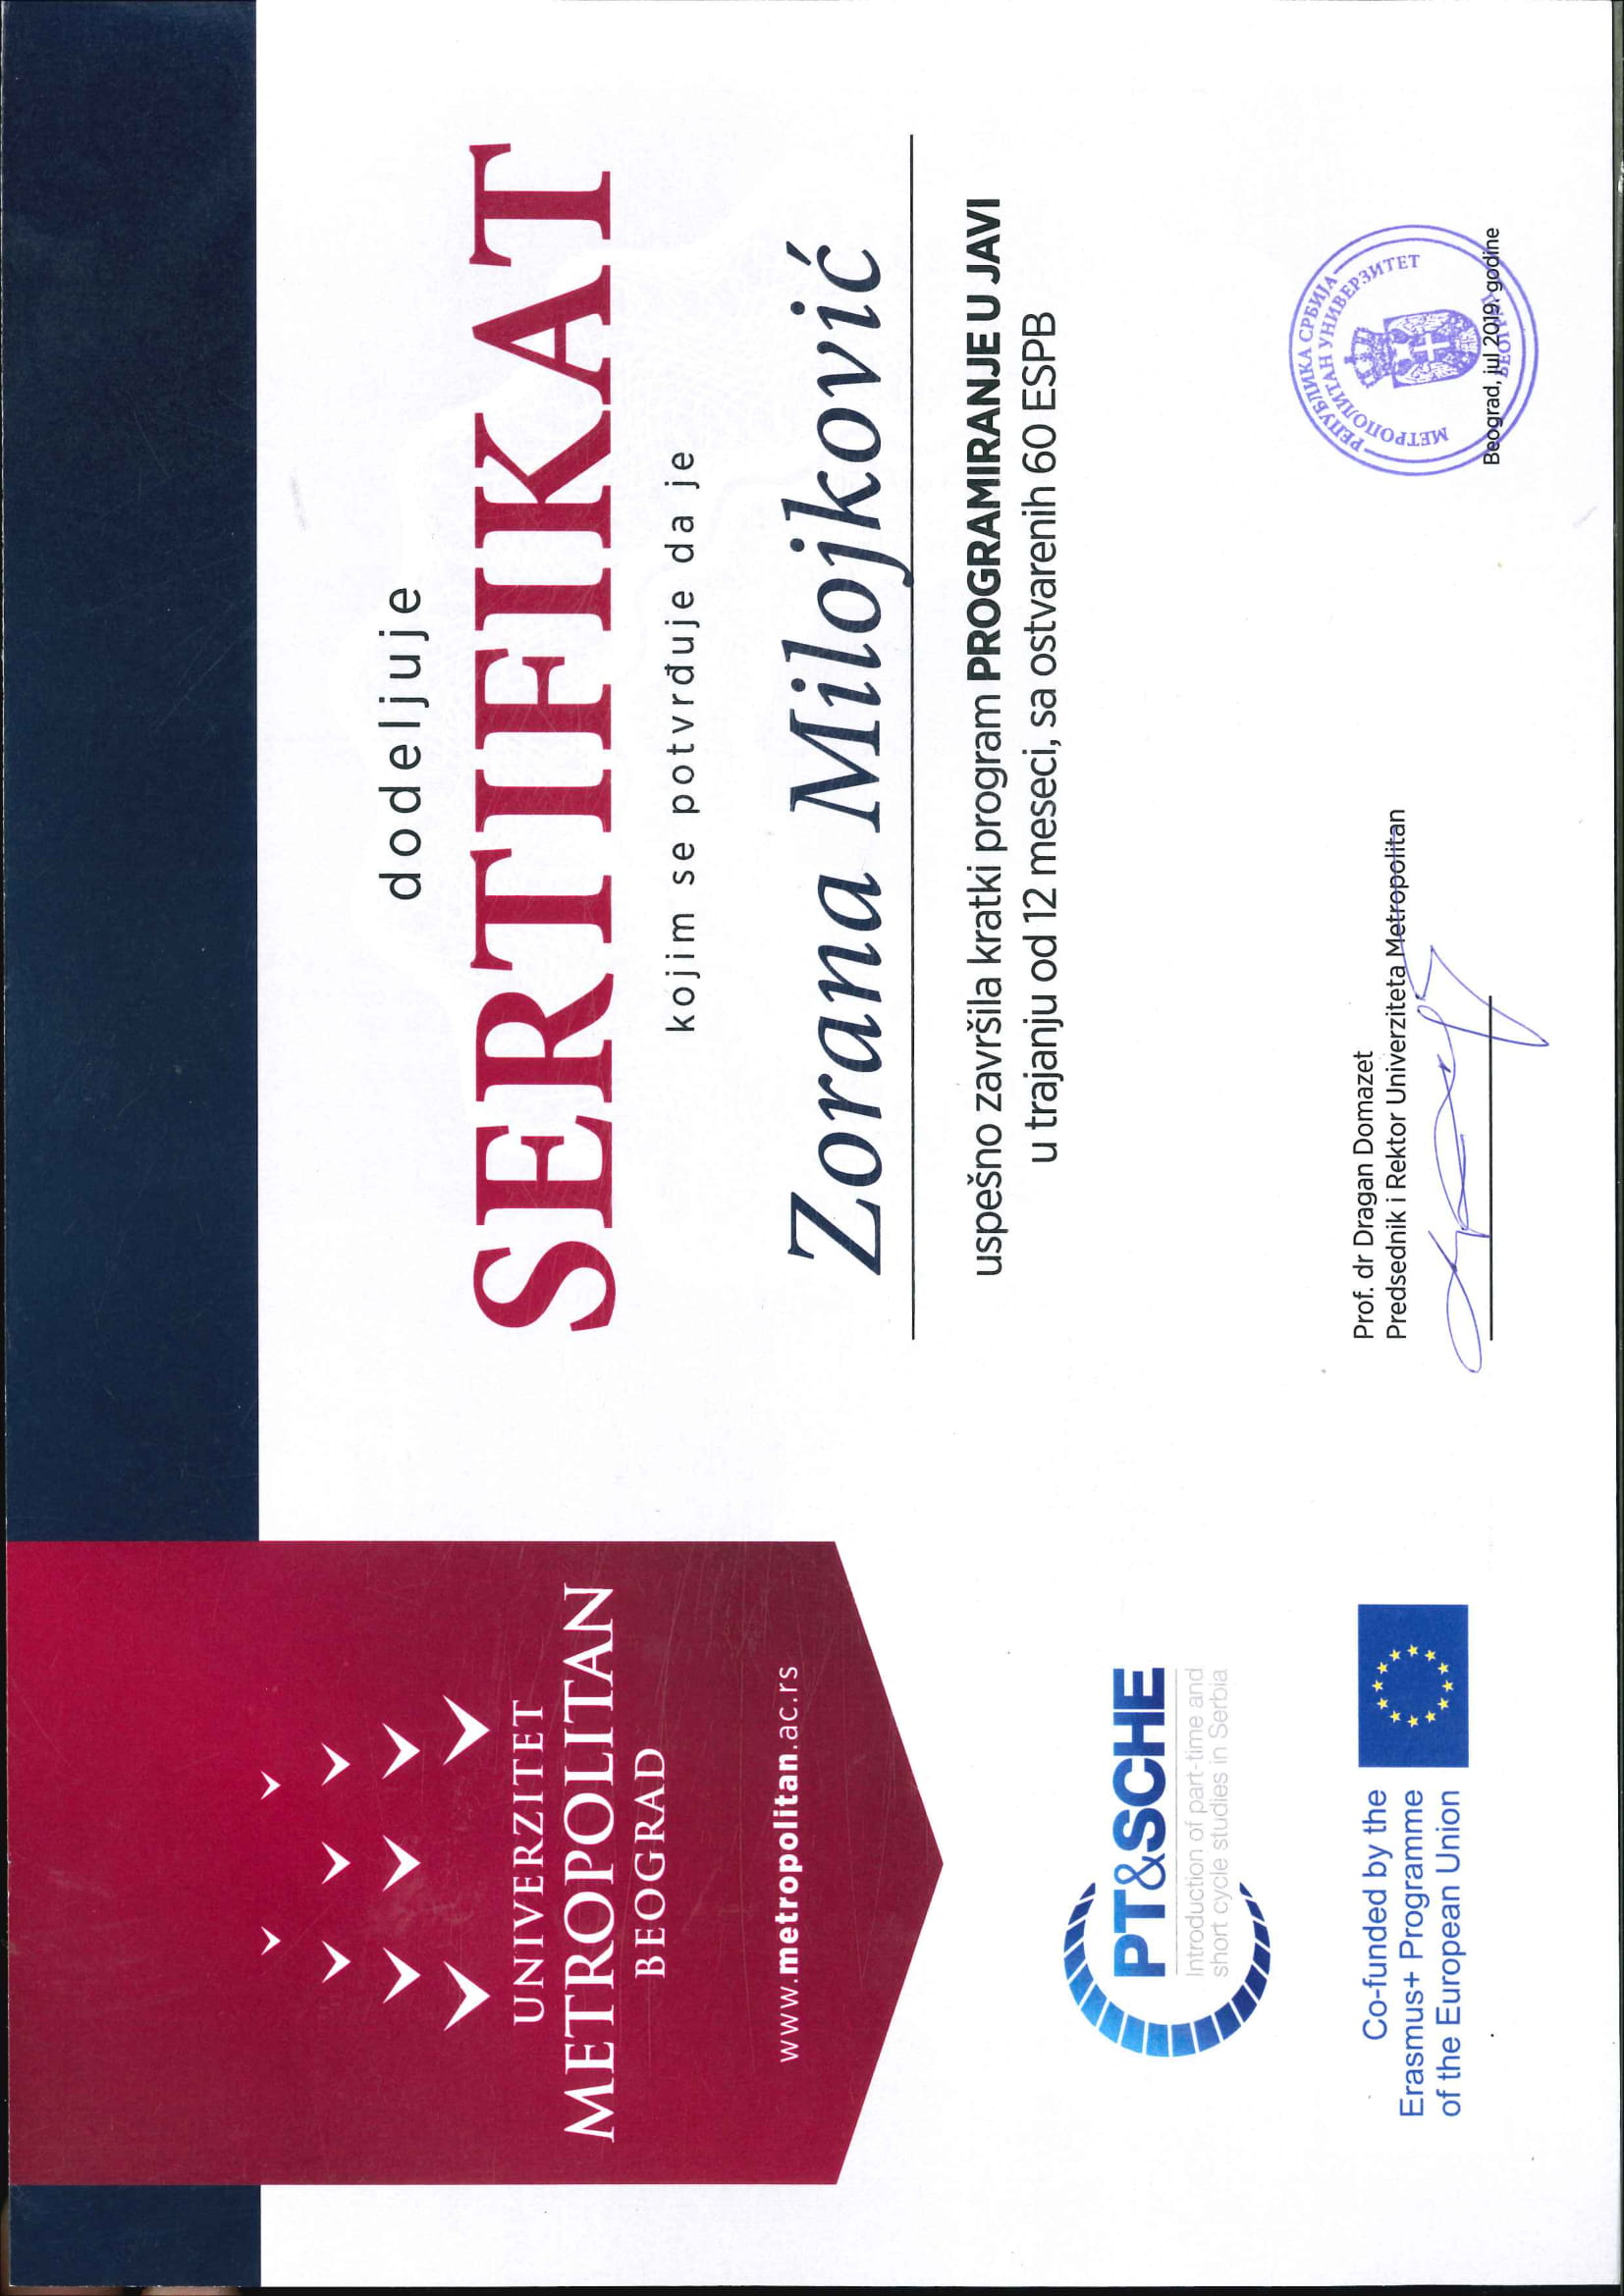 UNIVERZITET
METROPOLITAN
BEOGRAD
www.metropolitan.ac.rs
dodeljuje
SERTIFIKAT
kojim se potvrđuje da je
Zorana Milojković
uspešno završila kratki program PROGRAMIRANJE U JAVI
u trajanju od 12 meseci, sa ostvarenih 60 ESPB
PT&SCHE
Introduction of part-time and
short cycle studies in Serbia
Co-funded by the
Erasmus+ Programme
of the European Union
Prof. dr Dragan Domazet
Predsednik i Rektor Univerziteta Metropolitan
РЕПУБЛИКА СРБИЈА
МЕТРОПОЛИТАН УНИВЕРЗИТЕТ
БЕОГРАД
Beograd, jul 2019. godine